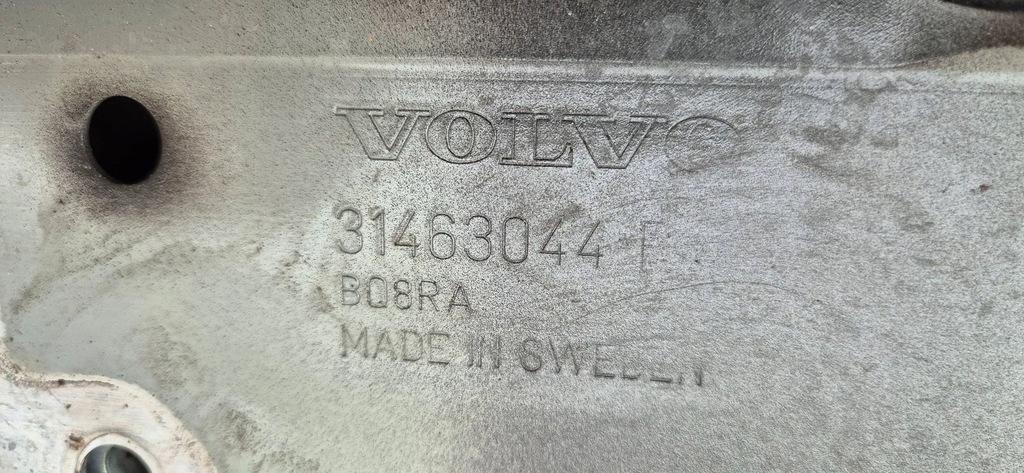 VOLVO
31463044
BQ8RA
MADE IN SWEDEN